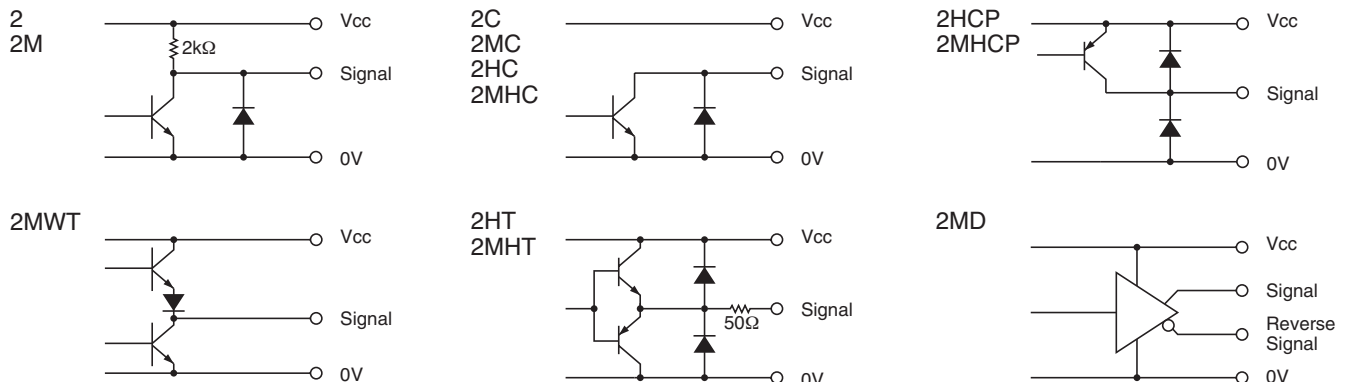 2
2M
Vcc
2kΩ
Signal
0V
2C
2MC
2HC
2MHC
Vcc
Signal
0V
2HCP
2MHCP
Vcc
Signal
0V
2MWT
Vcc
Signal
0V
2HT
2MHT
Vcc
Signal
50Ω
0V
2MD
Vcc
Signal
Reverse
Signal
0V